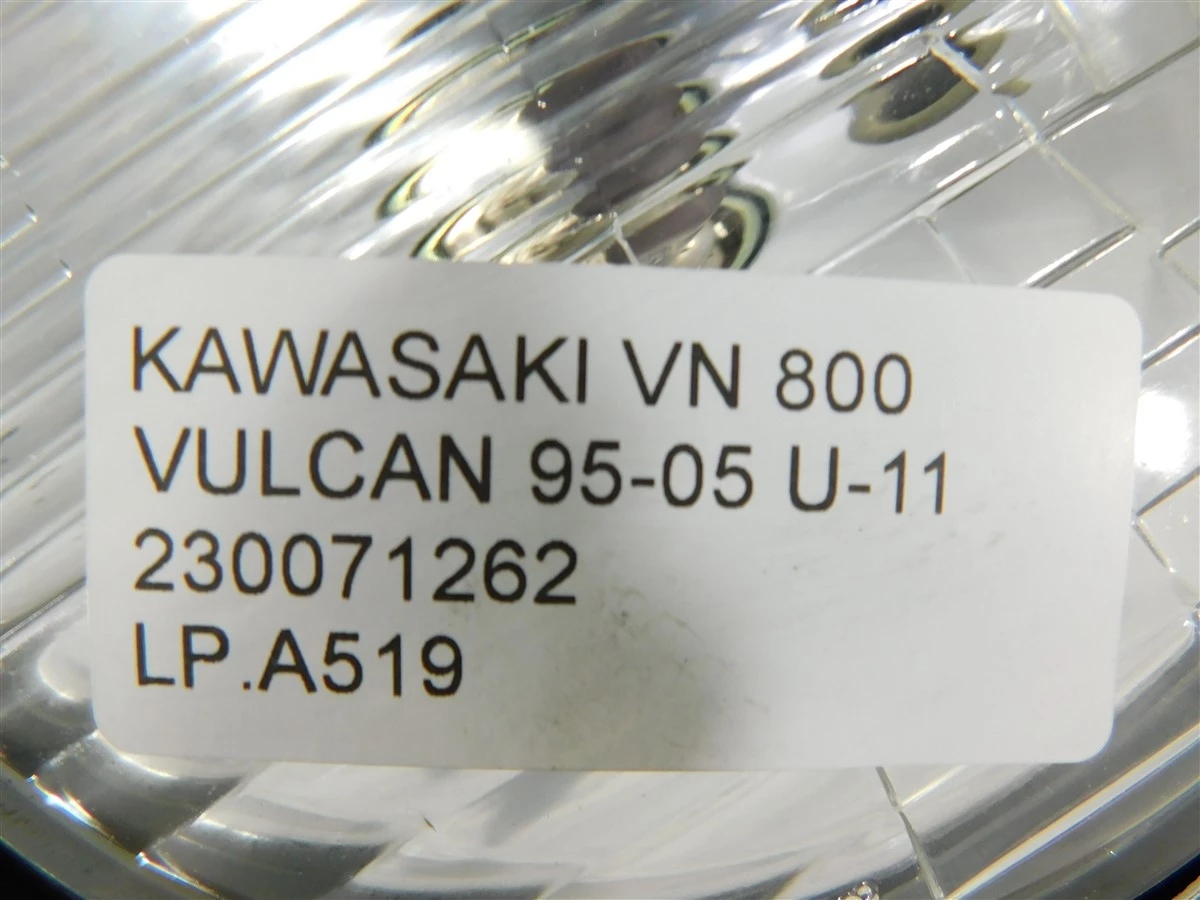 KAWASAKI VN 800
VULCAN 95-05 U-11
230071262
LP.A519